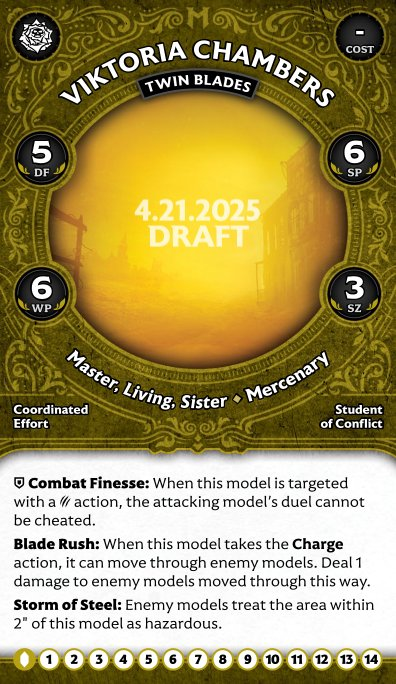 -
COST
VIKTORIA CHAMBERS
TWIN BLADES
5
DF
6
SP
4.21.2025
DRAFT
6
WP
3
SZ
Master, Living, Sister ⬥ Mercenary
Coordinated
Effort
Student
of Conflict
Combat Finesse: When this model is targeted
with a action, the attacking model’s duel cannot
be cheated.
Blade Rush: When this model takes the Charge
action, it can move through enemy models. Deal 1
damage to enemy models moved through this way.
Storm of Steel: Enemy models treat the area within
2" of this model as hazardous.
1 2 3 4 5 6 7 8 9 10 11 12 13 14